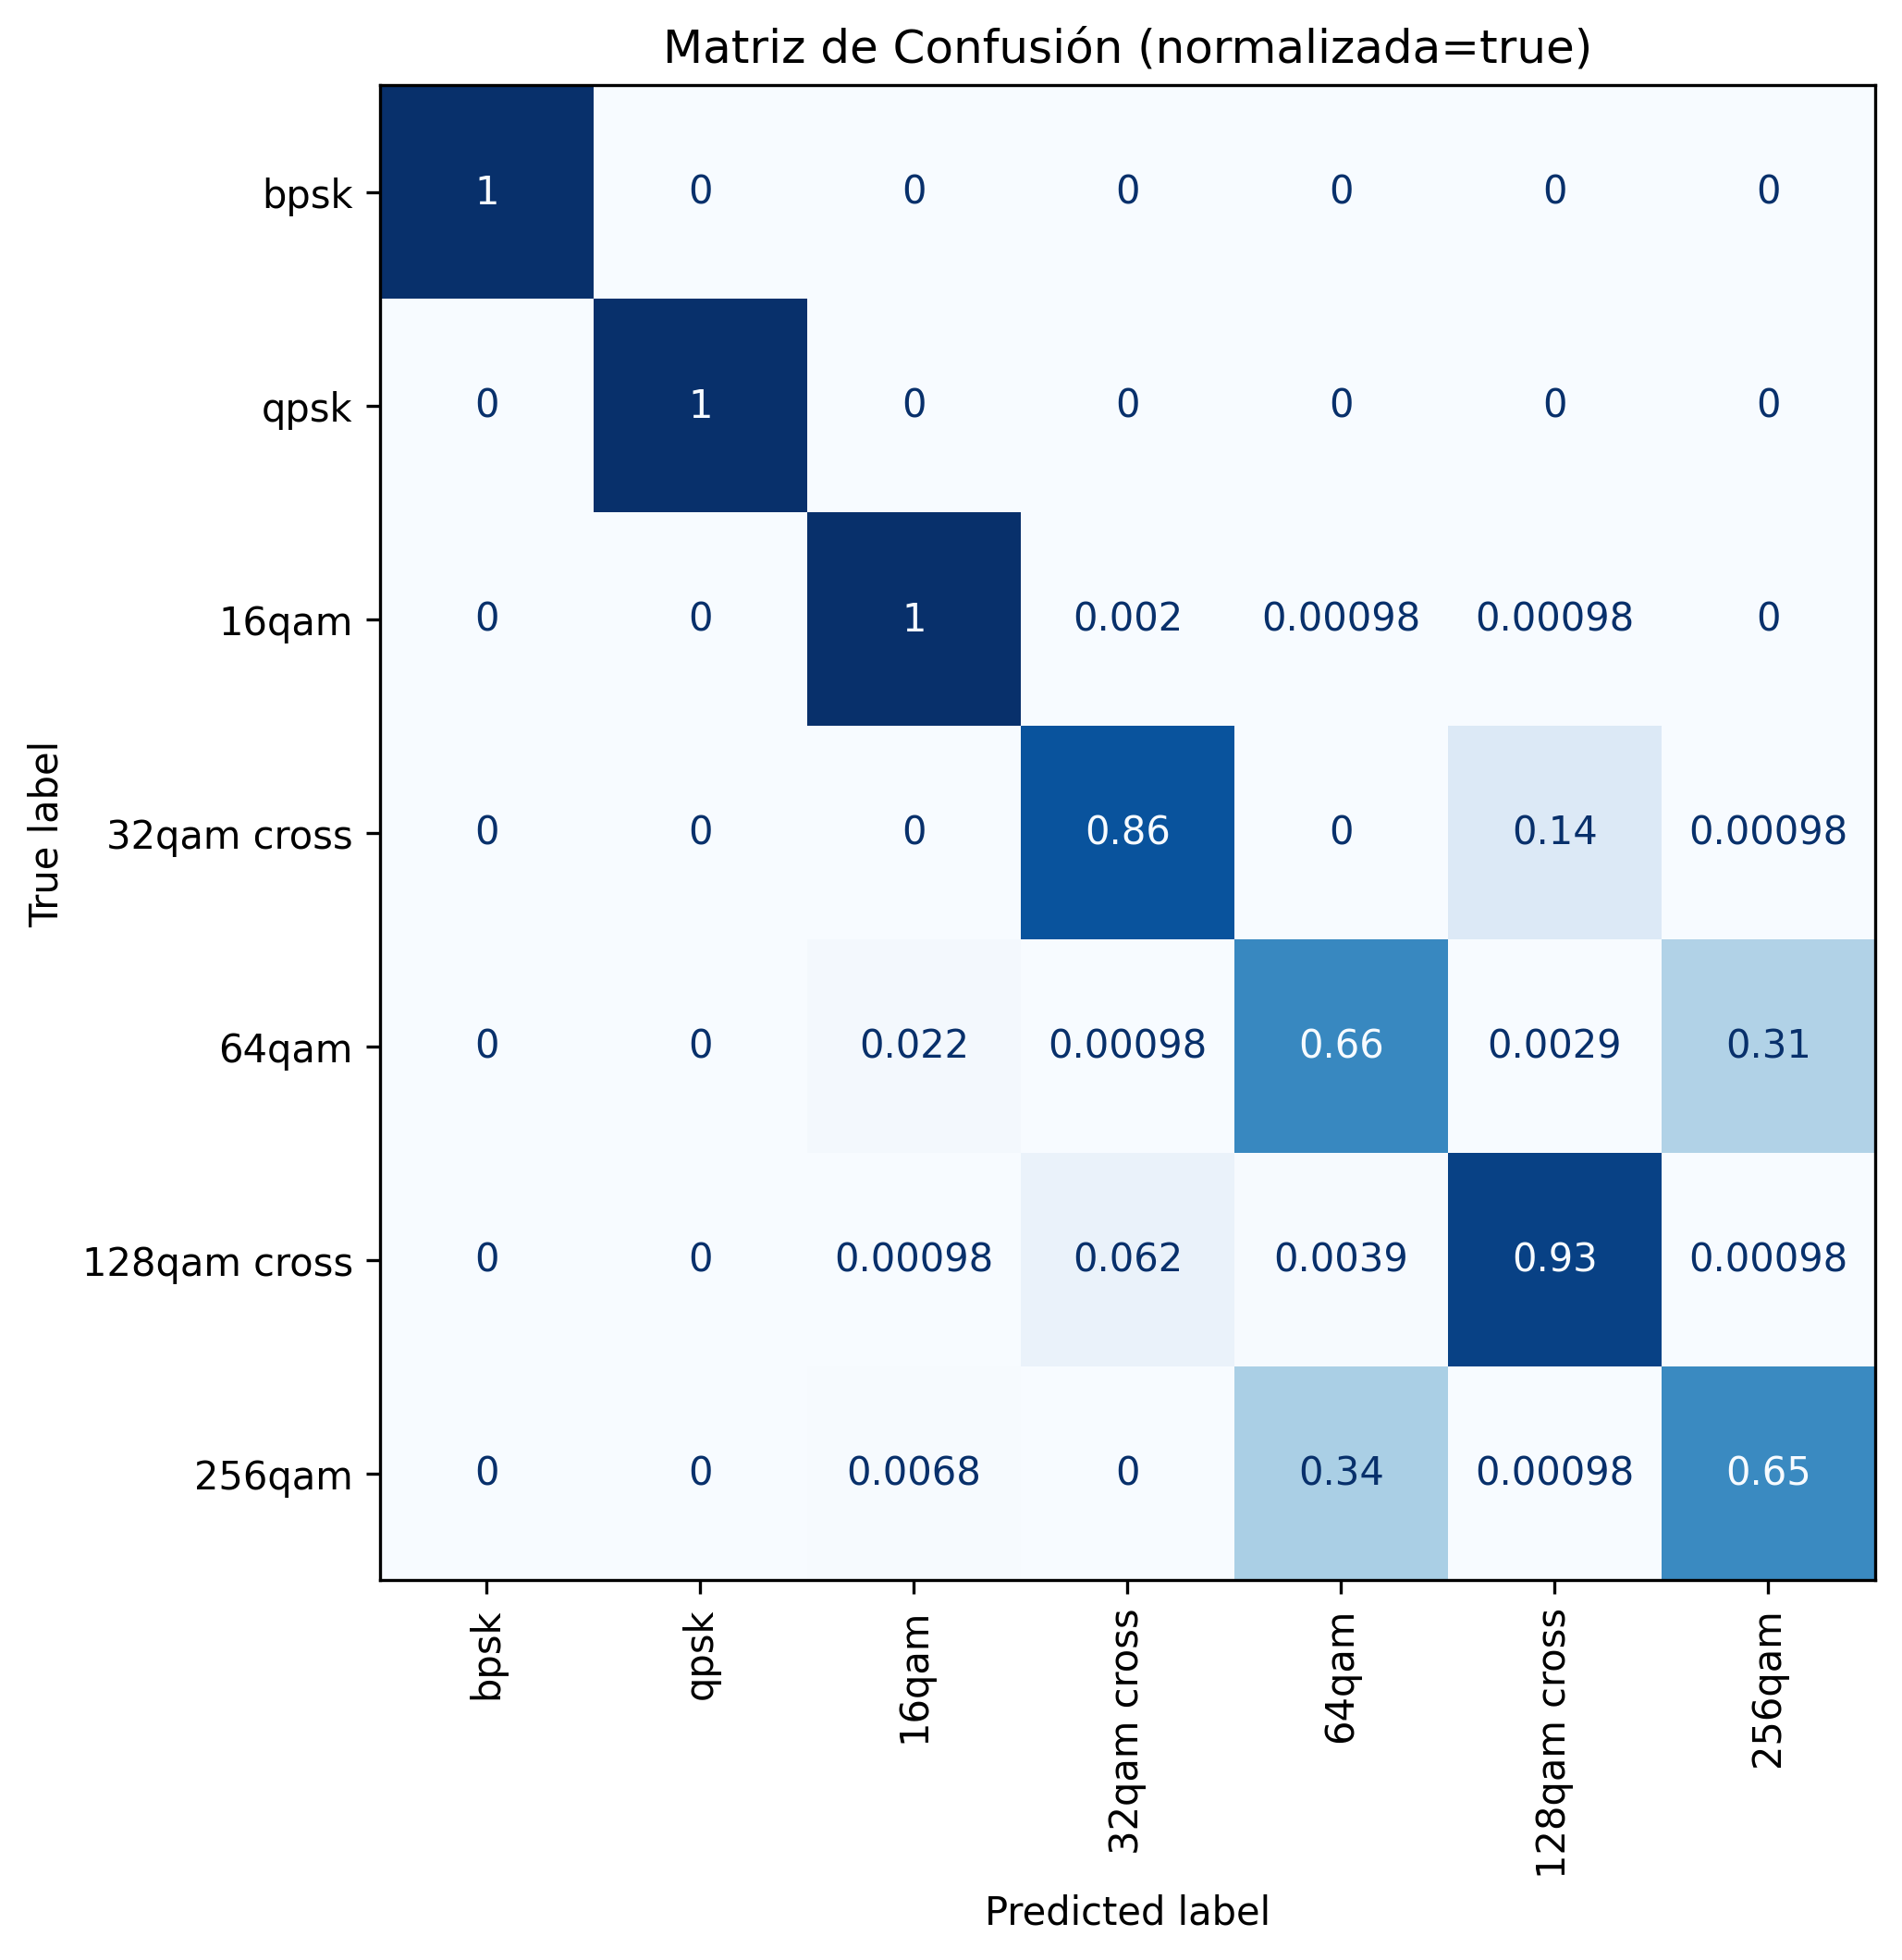 Matriz de Confusión (normalizada=true)
True label
bpsk 1 0 0 0 0 0 0
qpsk 0 1 0 0 0 0 0
16qam 0 0 1 0.002 0.00098 0.00098 0
32qam cross 0 0 0 0.86 0 0.14 0.00098
64qam 0 0 0.022 0.00098 0.66 0.0029 0.31
128qam cross 0 0 0.00098 0.062 0.0039 0.93 0.00098
256qam 0 0 0.0068 0 0.34 0.00098 0.65
bpsk qpsk 16qam 32qam cross 64qam 128qam cross 256qam
Predicted label